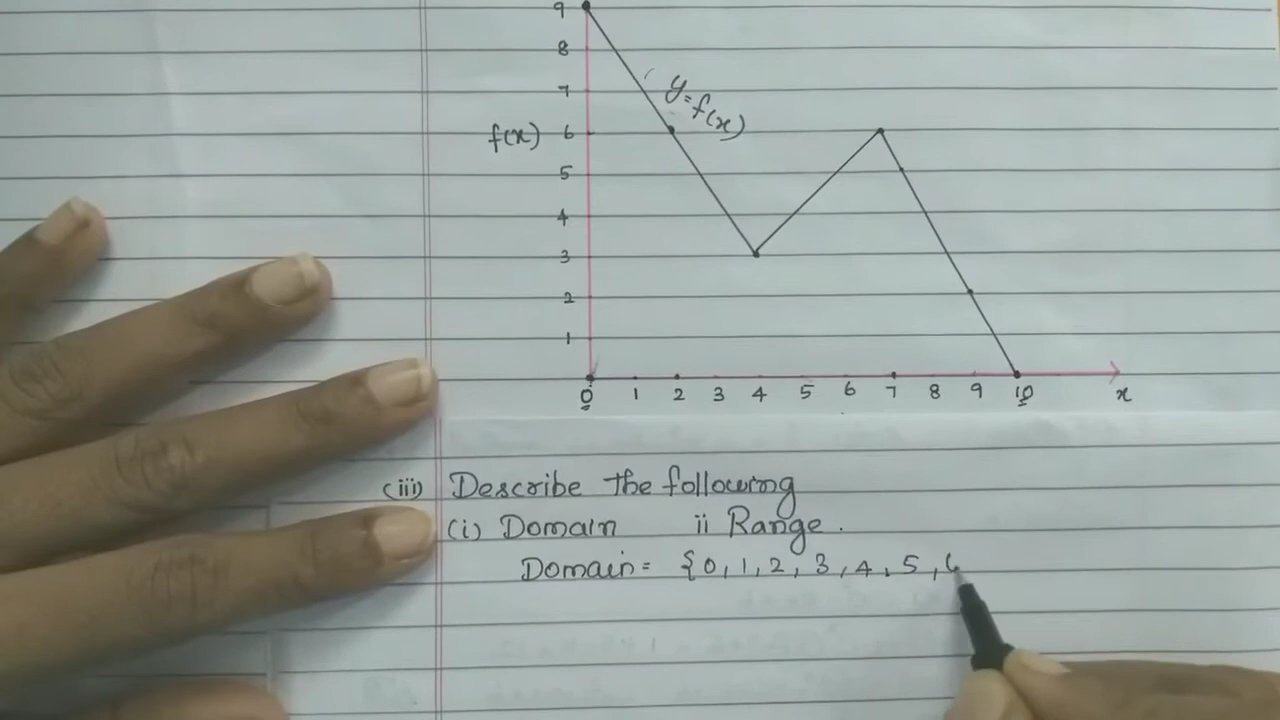 9
8
7
y=f(x)
f(x) 6
5
4
3
2
1
0 1 2 3 4 5 6 7 8 9 10 x
(iii) Describe the following
(i) Domain ii Range .
Domain = {0, 1, 2, 3, 4, 5, 6